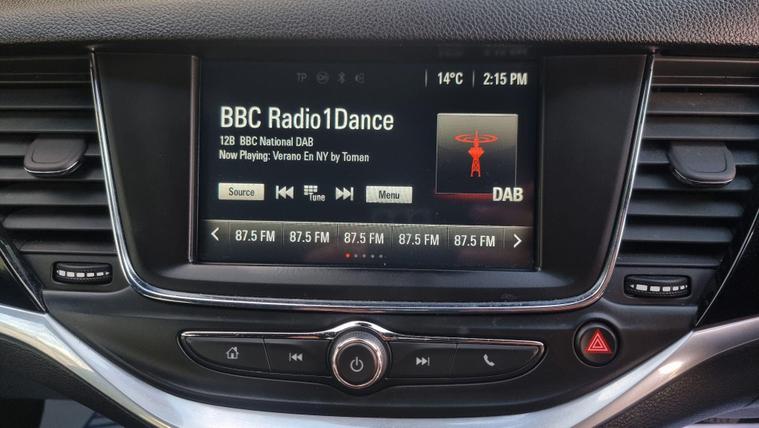 TP 14°C 2:15 PM
BBC Radio1Dance
12B BBC National DAB
Now Playing: Verano En NY by Toman
DAB
Source Tune Menu
87.5 FM 87.5 FM 87.5 FM 87.5 FM 87.5 FM